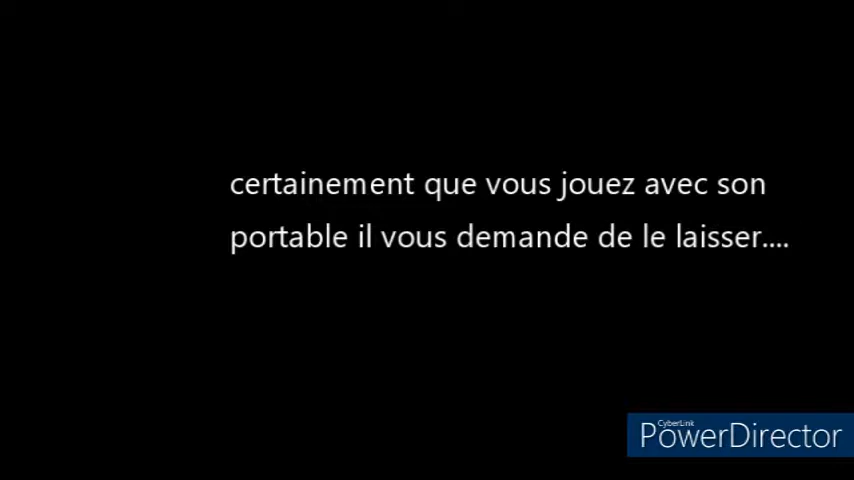 certainement que vous jouez avec son
portable il vous demande de le laisser....
CyberLink
PowerDirector